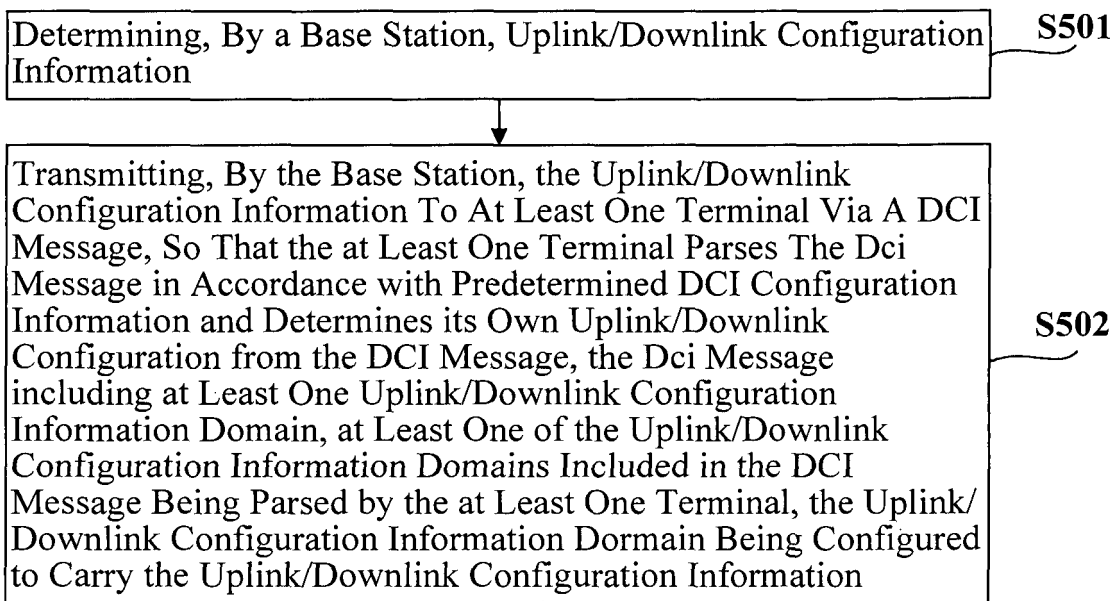 Determining, By a Base Station, Uplink/Downlink Configuration
Information
S501
Transmitting, By the Base Station, the Uplink/Downlink
Configuration Information To At Least One Terminal Via A DCI
Message, So That the at Least One Terminal Parses The Dci
Message in Accordance with Predetermined DCI Configuration
Information and Determines its Own Uplink/Downlink
Configuration from the DCI Message, the Dci Message
including at Least One Uplink/Downlink Configuration
Information Domain, at Least One of the Uplink/Downlink
Configuration Information Domains Included in the DCI
Message Being Parsed by the at Least One Terminal, the Uplink/
Downlink Configuration Information Dormain Being Configured
to Carry the Uplink/Downlink Configuration Information
S502